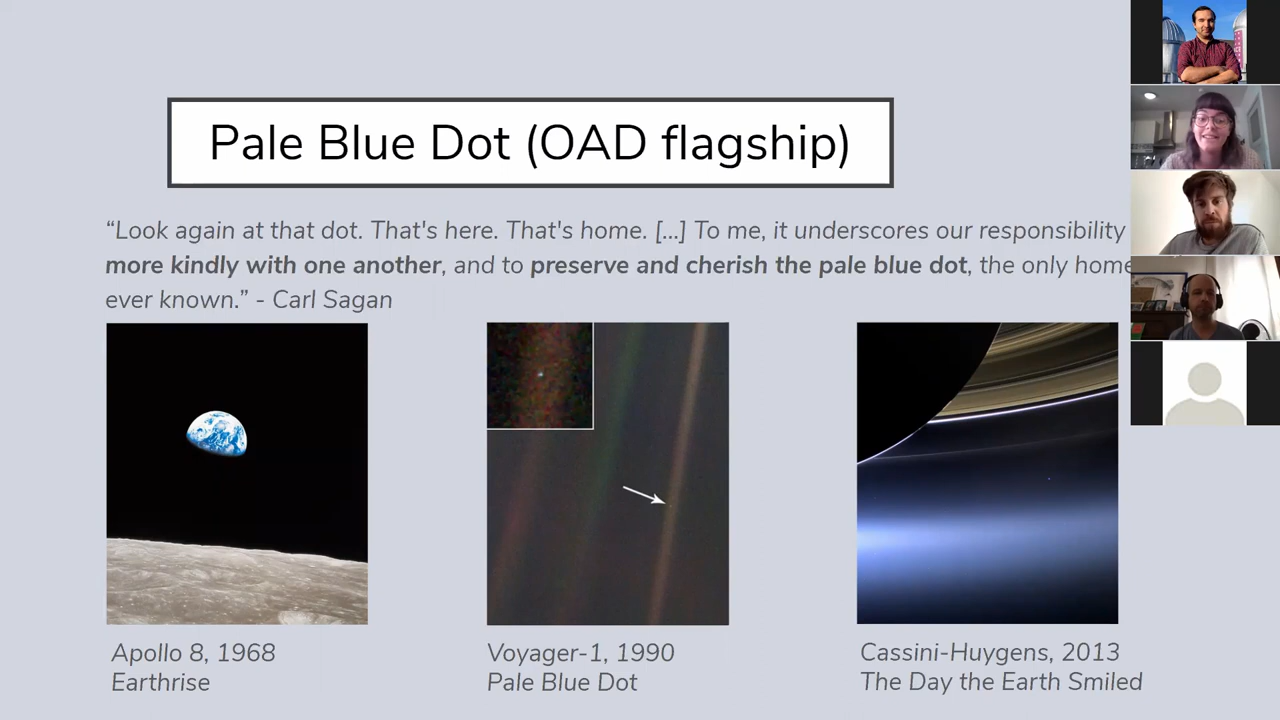 Pale Blue Dot (OAD flagship)
“Look again at that dot. That's here. That's home. [...] To me, it underscores our responsibility
more kindly with one another, and to preserve and cherish the pale blue dot, the only home
ever known.” - Carl Sagan
Apollo 8, 1968
Earthrise
Voyager-1, 1990
Pale Blue Dot
Cassini-Huygens, 2013
The Day the Earth Smiled